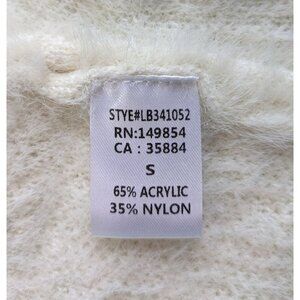 STYE#LB341052
RN:149854
CA : 35884
S
65% ACRYLIC
35% NYLON